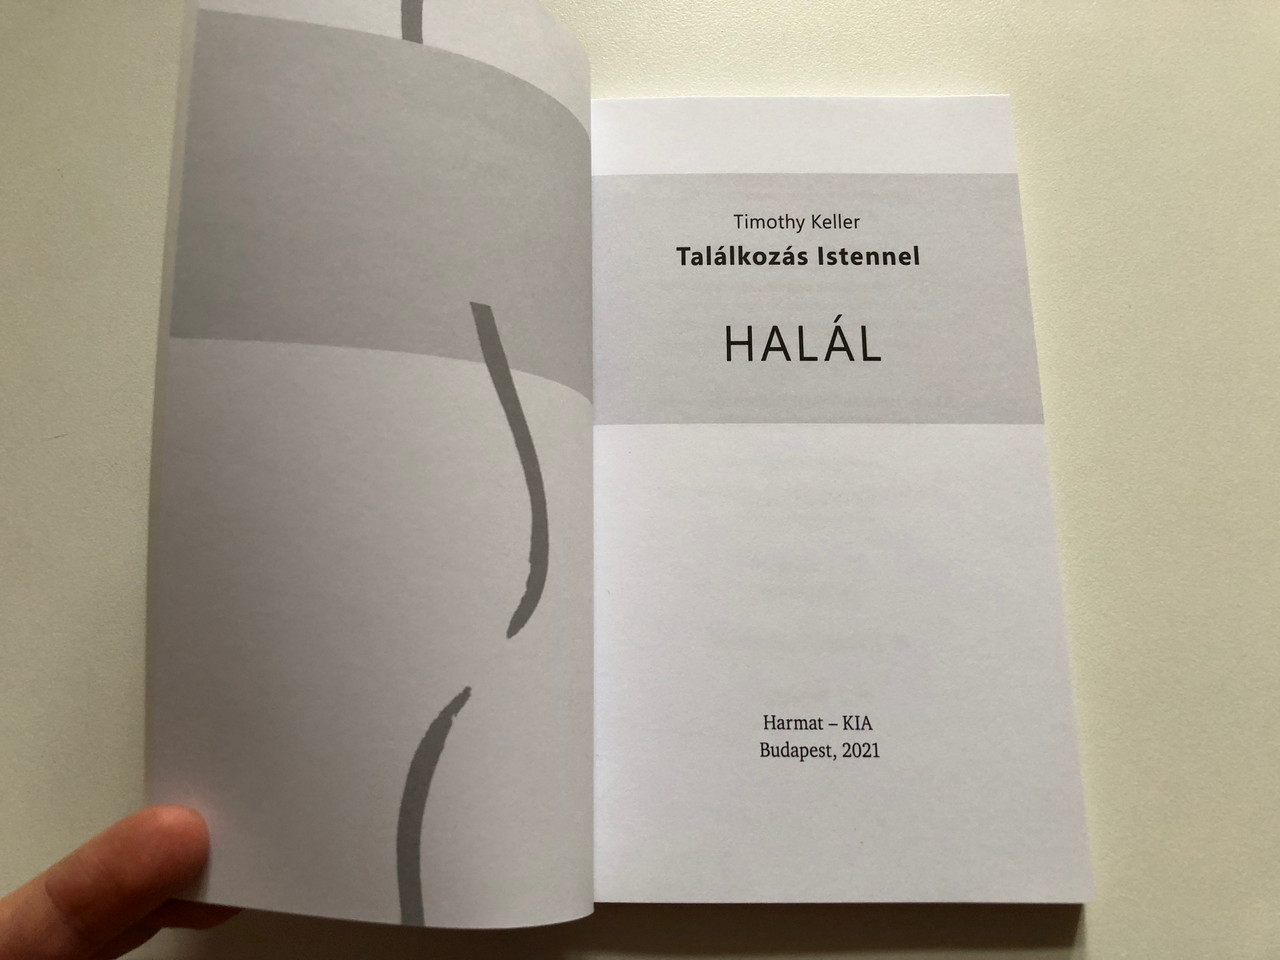 Timothy Keller
Találkozás Istennel
HALÁL
Harmat – KIA
Budapest, 2021